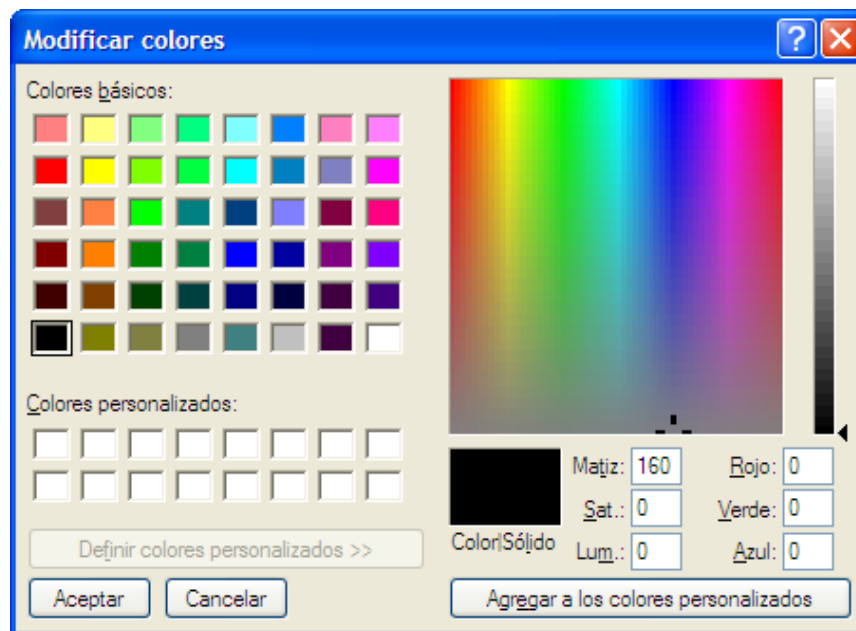 Modificar colores
?
Colores básicos:
Colores personalizados:
Definir colores personalizados >>
Aceptar
Cancelar
Color|Sólido
Matiz: 160
Sat.: 0
Lum.: 0
Rojo: 0
Verde: 0
Azul: 0
Agregar a los colores personalizados